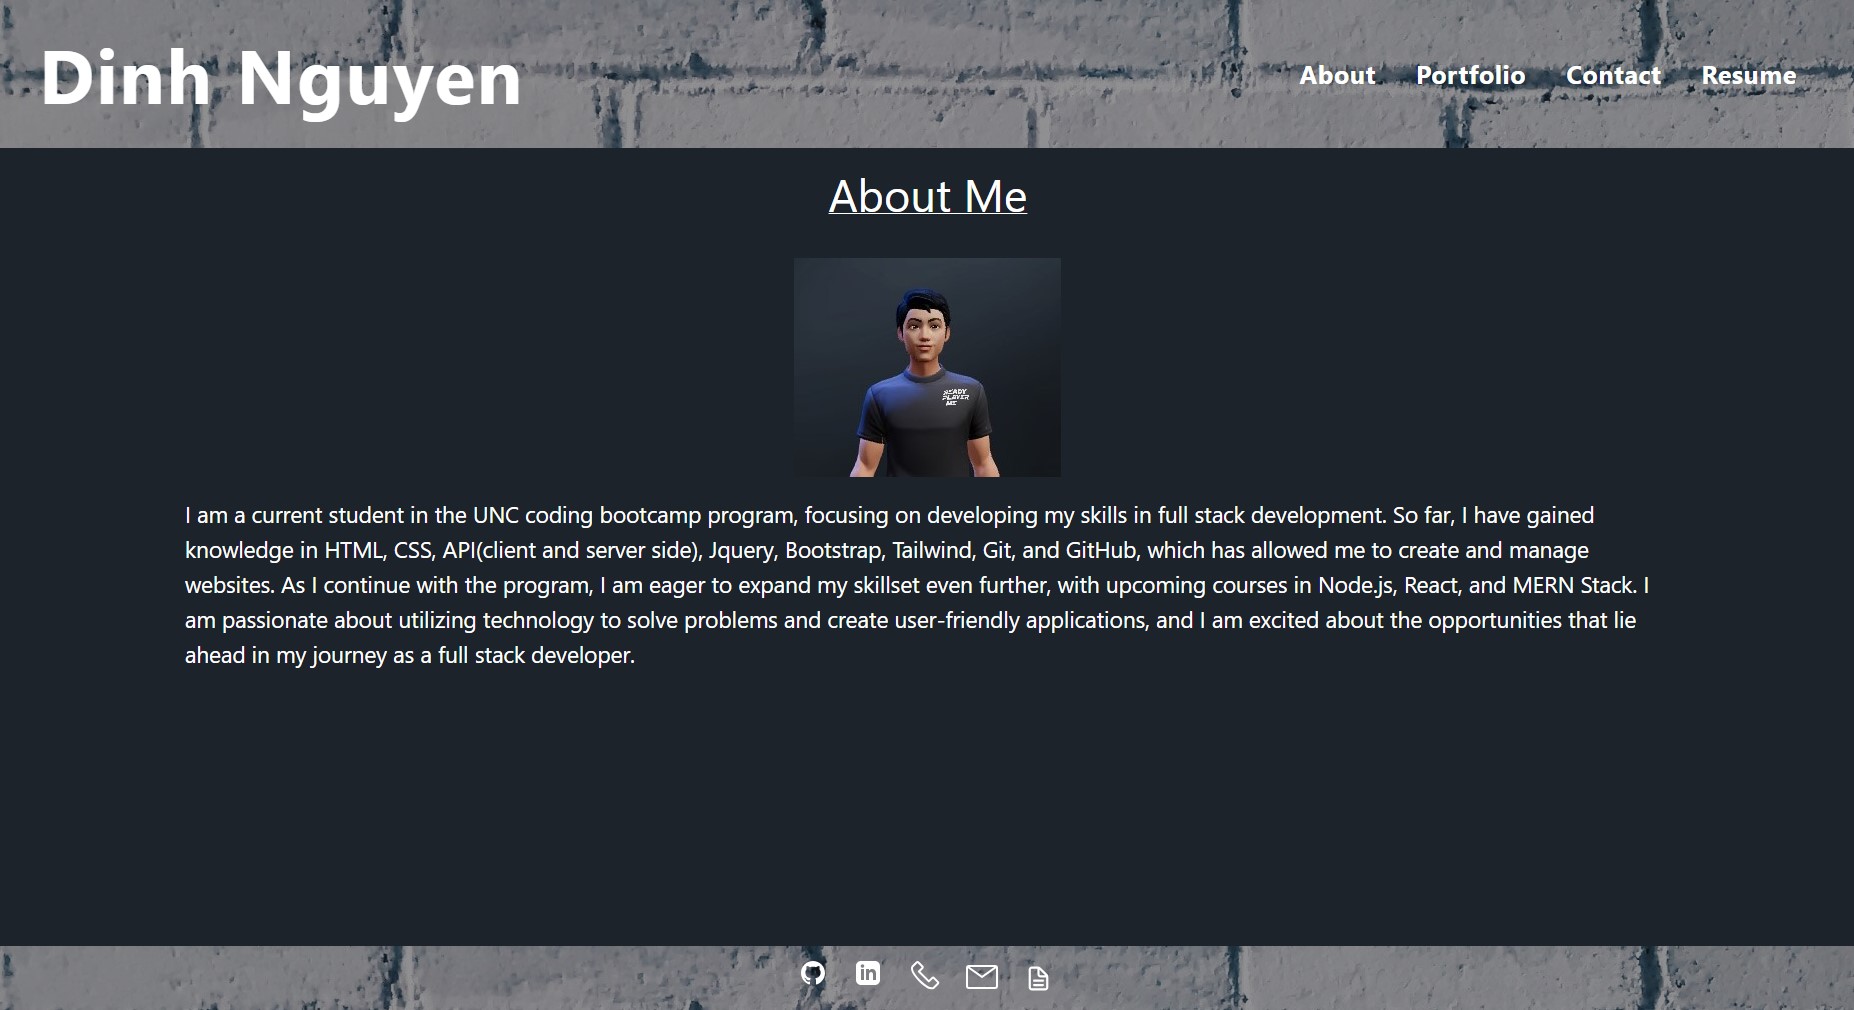 Dinh Nguyen
About Portfolio Contact Resume
About Me
READY
PLAYER
ME
I am a current student in the UNC coding bootcamp program, focusing on developing my skills in full stack development. So far, I have gained
knowledge in HTML, CSS, API(client and server side), Jquery, Bootstrap, Tailwind, Git, and GitHub, which has allowed me to create and manage
websites. As I continue with the program, I am eager to expand my skillset even further, with upcoming courses in Node.js, React, and MERN Stack. I
am passionate about utilizing technology to solve problems and create user-friendly applications, and I am excited about the opportunities that lie
ahead in my journey as a full stack developer.
in